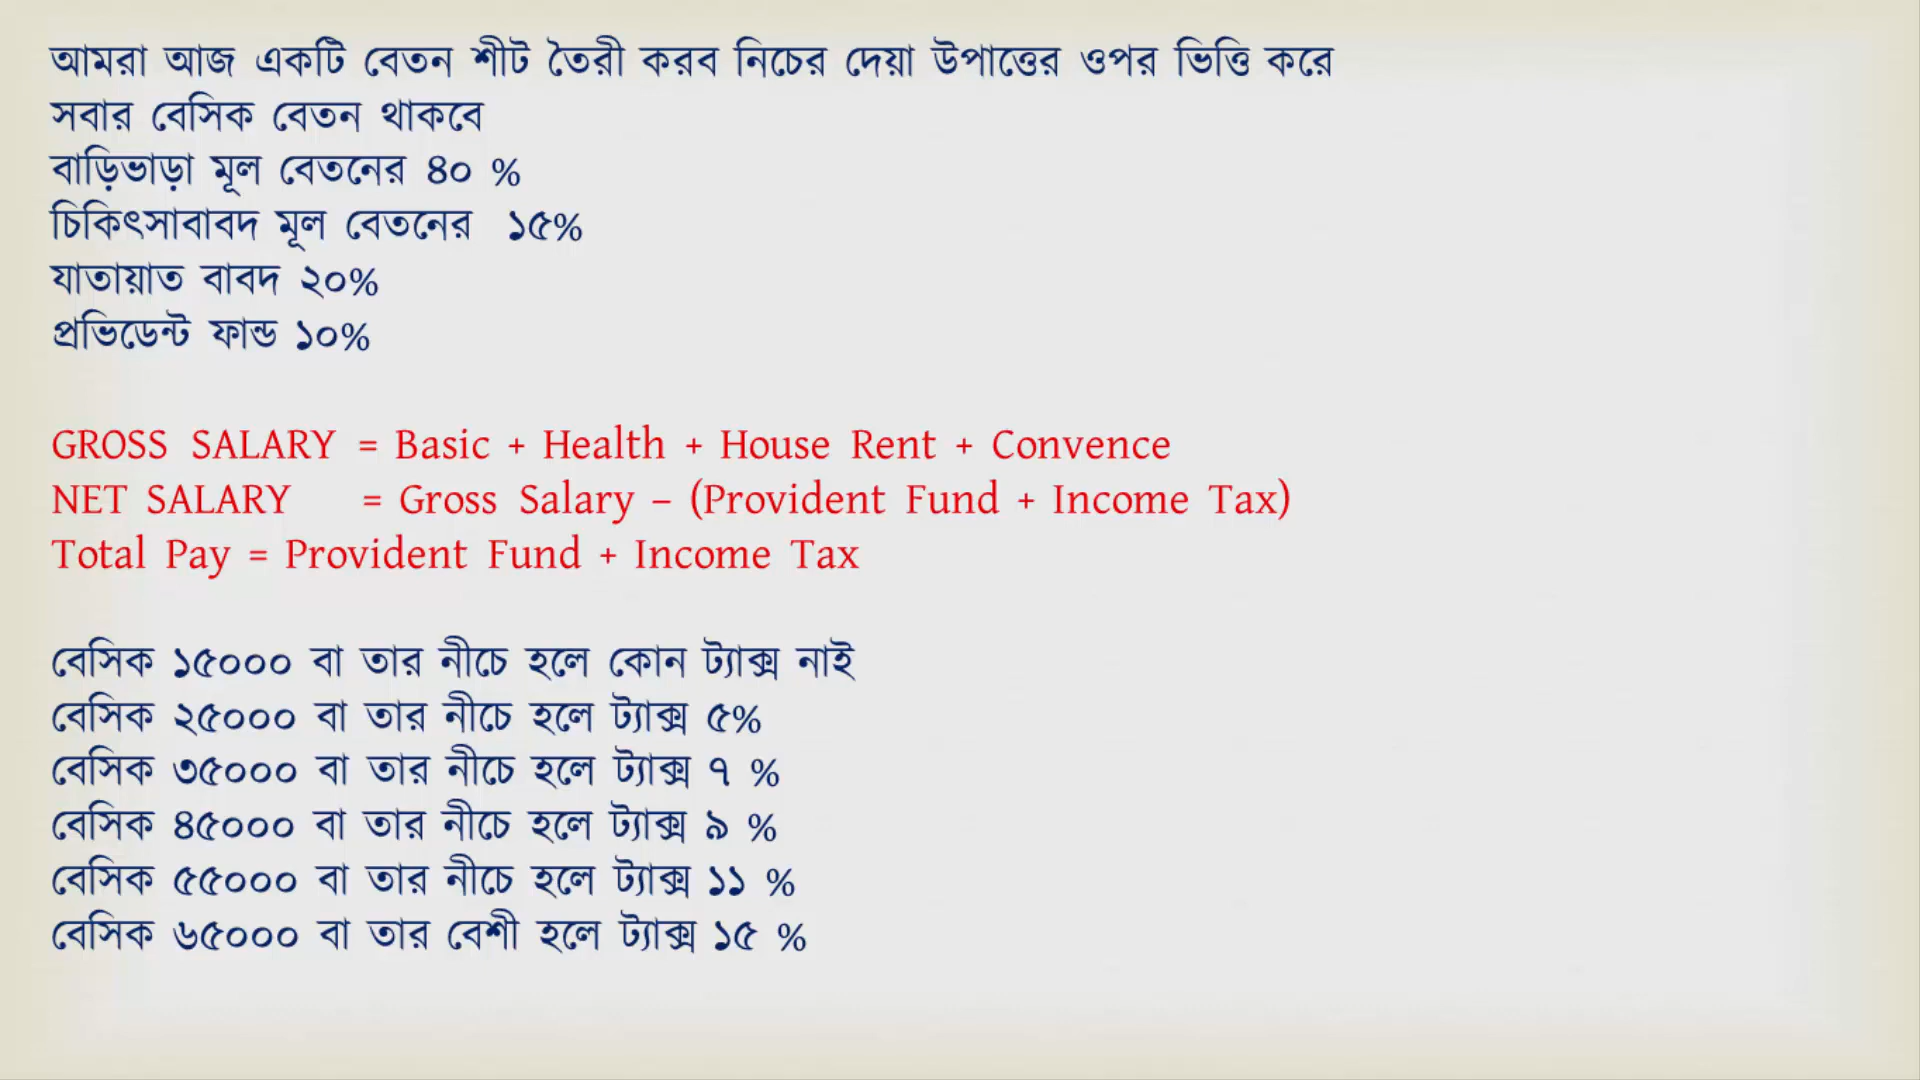 আমরা আজ একটি বেতন শীট তৈরী করব নিচের দেয়া উপাত্তের ওপর ভিত্তি করে
সবার বেসিক বেতন থাকবে
বাড়িভাড়া মূল বেতনের ৪০ %
চিকিৎসাবাবদ মূল বেতনের ১৫%
যাতায়াত বাবদ ২০%
প্রভিডেন্ট ফান্ড ১০%
GROSS SALARY = Basic + Health + House Rent + Convence
NET SALARY = Gross Salary – (Provident Fund + Income Tax)
Total Pay = Provident Fund + Income Tax
বেসিক ১৫০০০ বা তার নীচে হলে কোন ট্যাক্স নাই
বেসিক ২৫০০০ বা তার নীচে হলে ট্যাক্স ৫%
বেসিক ৩৫০০০ বা তার নীচে হলে ট্যাক্স ৭ %
বেসিক ৪৫০০০ বা তার নীচে হলে ট্যাক্স ৯ %
বেসিক ৫৫০০০ বা তার নীচে হলে ট্যাক্স ১১ %
বেসিক ৬৫০০০ বা তার বেশী হলে ট্যাক্স ১৫ %